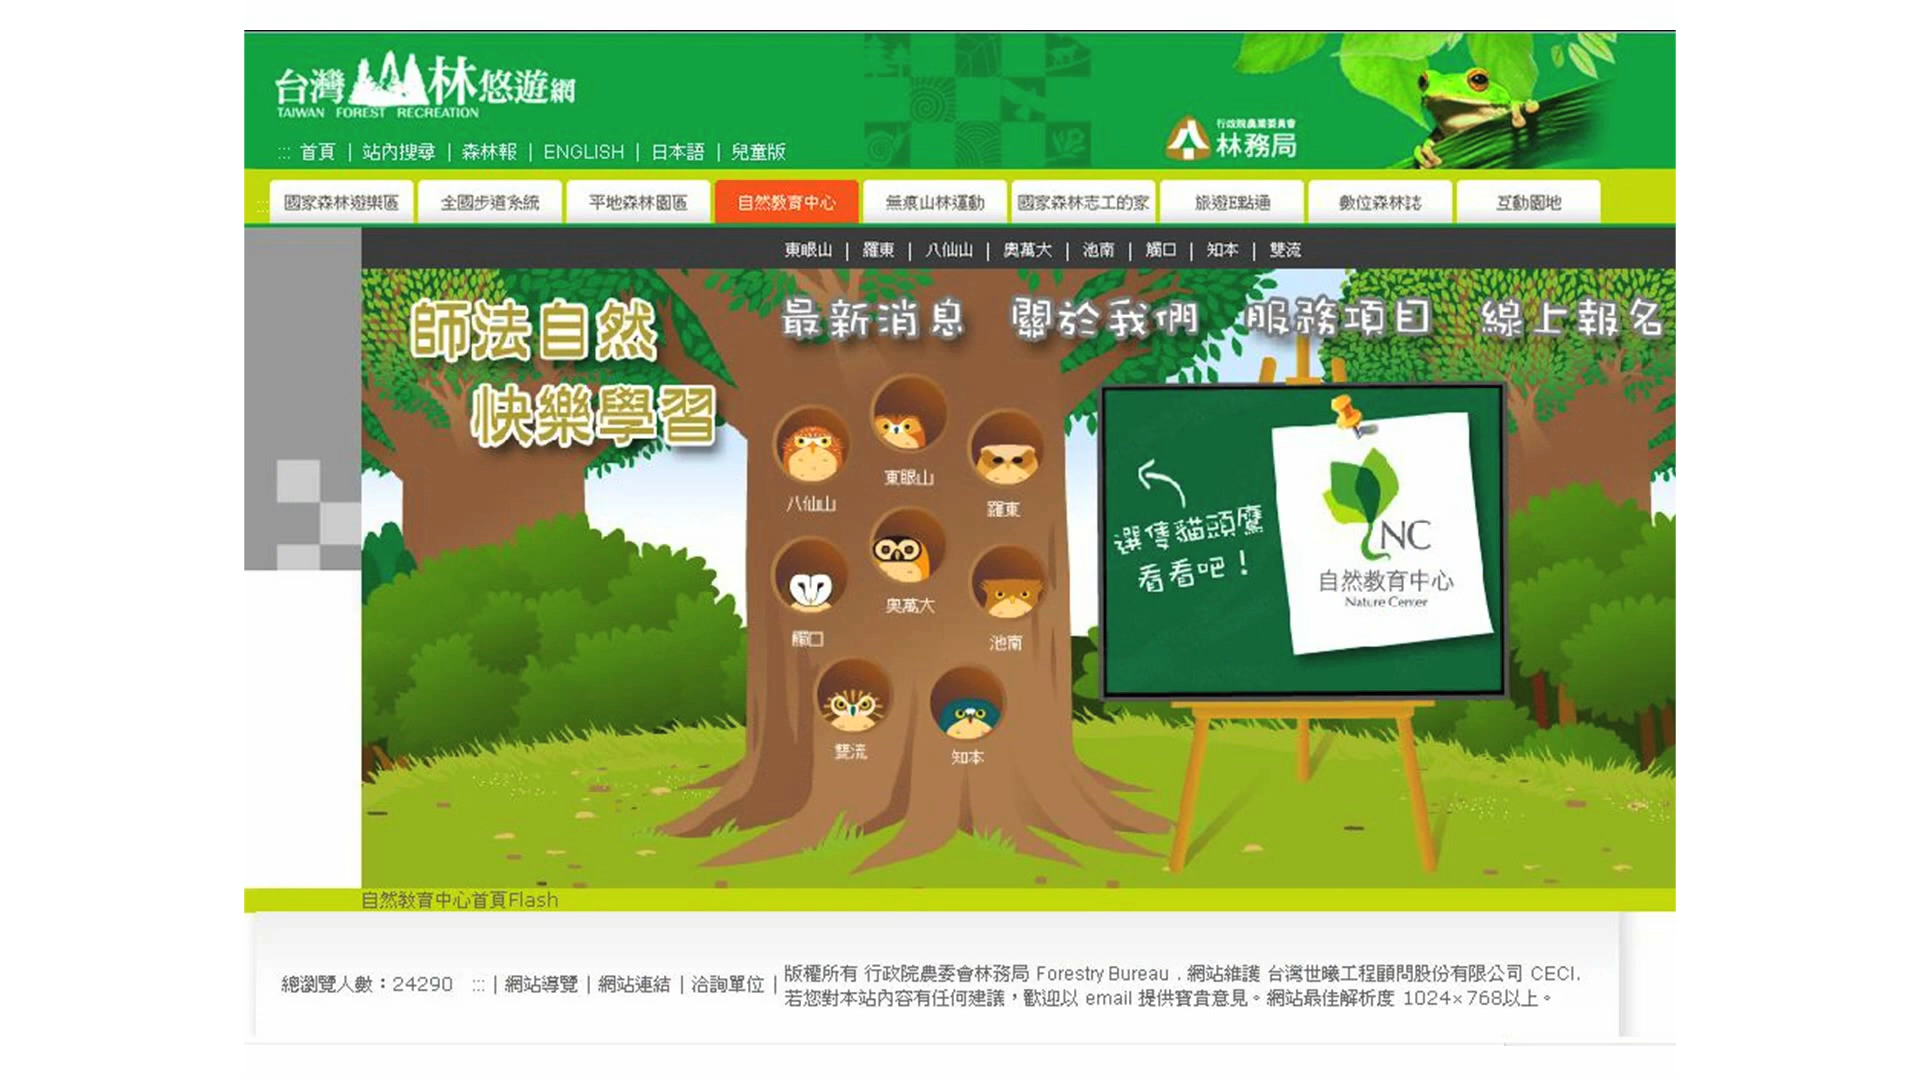 台灣山林悠遊網
TAIWAN FOREST RECREATION
行政院農業委員會
林務局
::: 首頁 | 站內搜尋 | 森林報 | ENGLISH | 日本語 | 兒童版
國家森林遊樂區 全國步道系統 平地森林園區 自然教育中心 無痕山林運動 國家森林志工的家 旅遊E點通 數位森林誌 互動園地
東眼山 | 羅東 | 八仙山 | 奧萬大 | 池南 | 觸口 | 知本 | 雙流
師法自然
快樂學習
最新消息 關於我們 服務項目 線上報名
東眼山
八仙山
羅東
奧萬大
觸口
池南
雙流
知本
選隻貓頭鷹
看看吧！
NC
自然教育中心
Nature Center
自然教育中心首頁Flash
總瀏覽人數：24290 ::: | 網站導覽 | 網站連結 | 洽詢單位 |
版權所有 行政院農委會林務局 Forestry Bureau . 網站維護 台灣世曦工程顧問股份有限公司 CECI.
若您對本站內容有任何建議，歡迎以 email 提供寶貴意見。網站最佳解析度 1024×768以上。